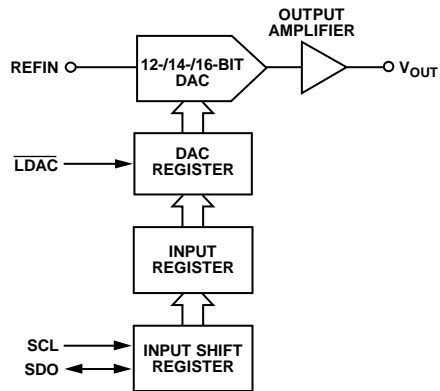 OUTPUT
AMPLIFIER
REFIN
12-/14-/16-BIT
DAC
VOUT
LDAC
DAC
REGISTER
INPUT
REGISTER
SCL
SDO
INPUT SHIFT
REGISTER